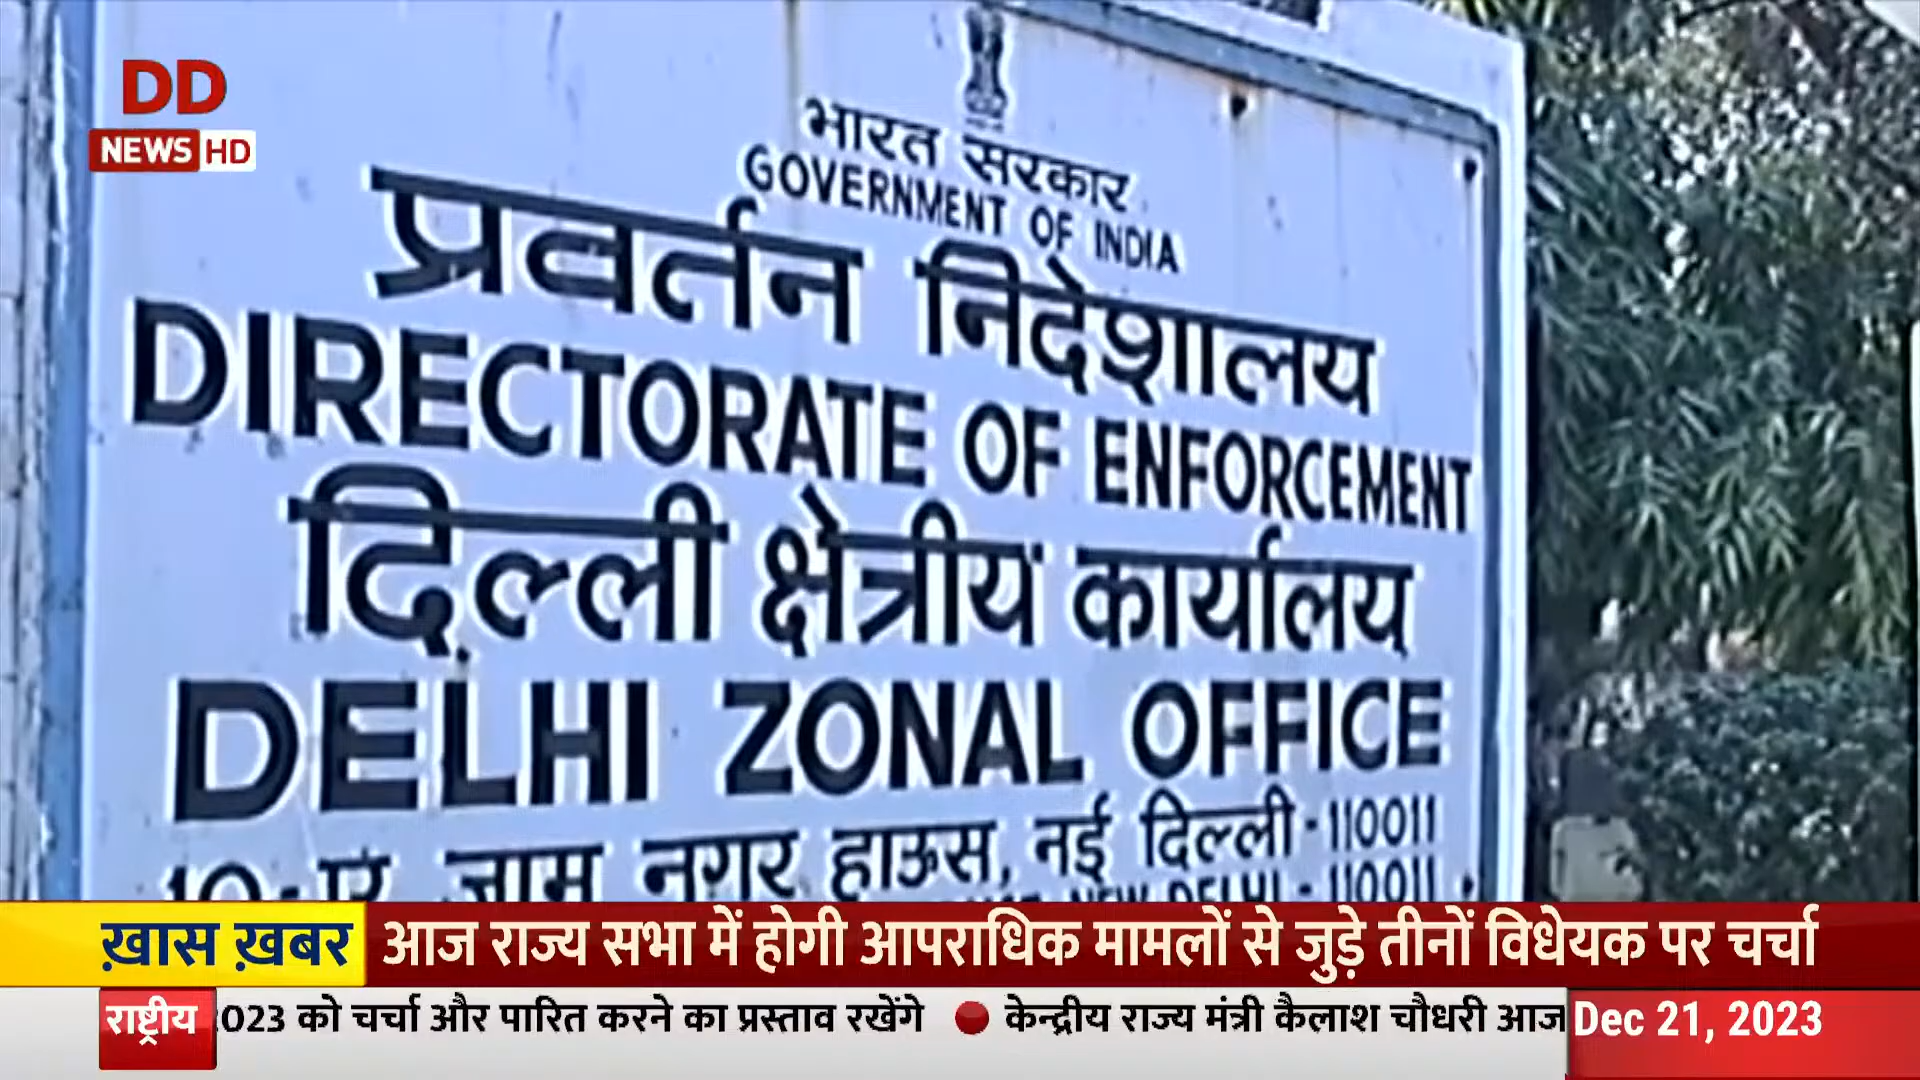 DD
NEWS HD
भारत सरकार
GOVERNMENT OF INDIA
प्रवर्तन निदेशालय
DIRECTORATE OF ENFORCEMENT
दिल्ली क्षेत्रीय कार्यालय
DELHI ZONAL OFFICE
10-ए, जाम नगर हाऊस, नई दिल्ली - 110011
NEW DELHI - 110011
ख़ास ख़बर
आज राज्य सभा में होगी आपराधिक मामलों से जुड़े तीनों विधेयक पर चर्चा
राष्ट्रीय
2023 को चर्चा और पारित करने का प्रस्ताव रखेंगे ● केन्द्रीय राज्य मंत्री कैलाश चौधरी आज
Dec 21, 2023